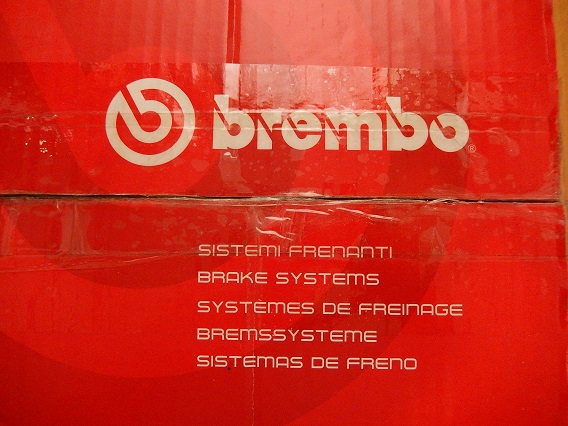 brembo®
SISTEMI FRENANTI
BRAKE SYSTEMS
SYSTÈMES DE FREINAGE
BREMSSYSTEME
SISTEMAS DE FRENO